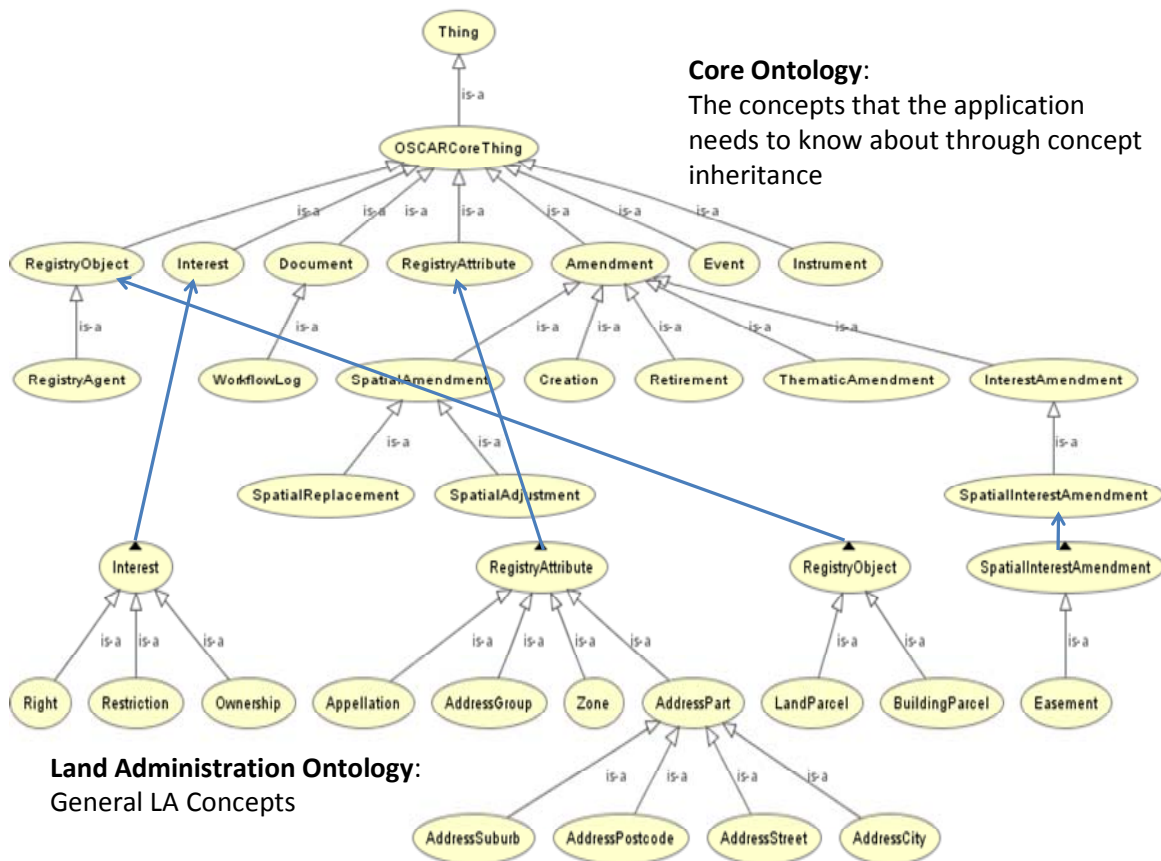 Thing
Core Ontology:
The concepts that the application
needs to know about through concept
inheritance
is-a
OSCARCoreThing
is-a is-a is-a is-a is-a is-a is-a
RegistryObject Interest Document RegistryAttribute Amendment Event Instrument
is-a is-a is-a is-a is-a is-a is-a
RegistryAgent WorkflowLog SpatialAmendment Creation Retirement ThematicAmendment InterestAmendment
is-a is-a is-a
SpatialReplacement SpatialAdjustment SpatialInterestAmendment
Interest RegistryAttribute RegistryObject SpatialInterestAmendment
is-a is-a is-a is-a is-a is-a is-a is-a is-a is-a
Right Restriction Ownership Appellation AddressGroup Zone AddressPart LandParcel BuildingParcel Easement
Land Administration Ontology:
General LA Concepts
is-a is-a is-a is-a
AddressSuburb AddressPostcode AddressStreet AddressCity